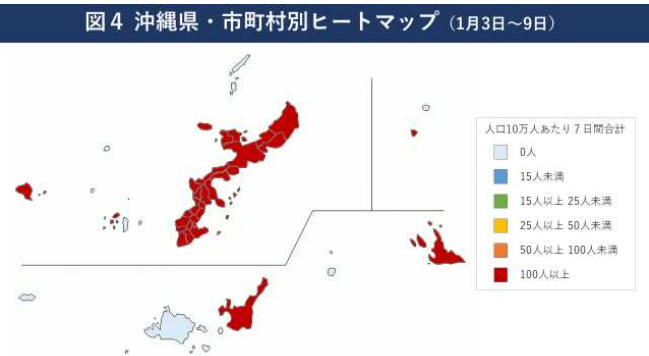 図4 沖縄県・市町村別ヒートマップ（1月3日～9日）
人口10万人あたり7日間合計
0人
15人未満
15人以上 25人未満
25人以上 50人未満
50人以上 100人未満
100人以上